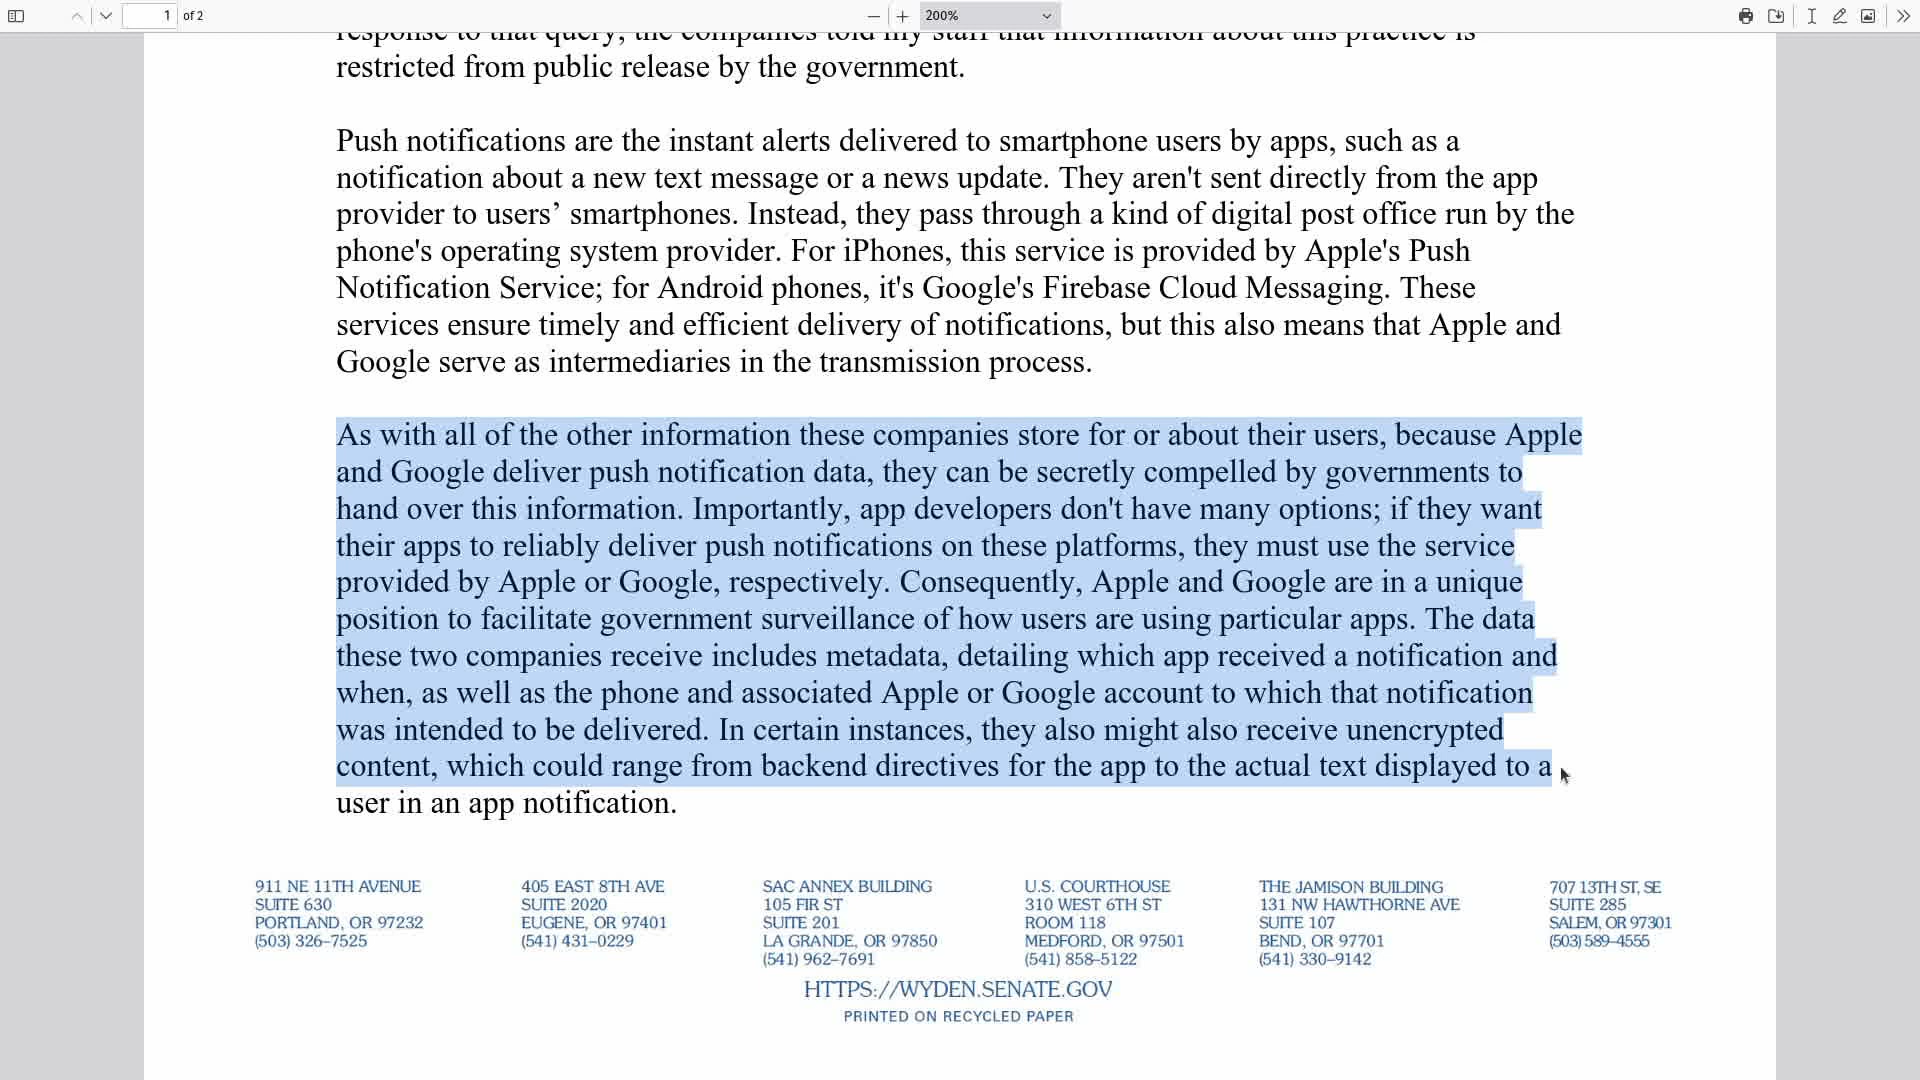 1 of 2
200%
response to that query, the companies told my staff that information about this practice is
restricted from public release by the government.
Push notifications are the instant alerts delivered to smartphone users by apps, such as a
notification about a new text message or a news update. They aren't sent directly from the app
provider to users’ smartphones. Instead, they pass through a kind of digital post office run by the
phone's operating system provider. For iPhones, this service is provided by Apple's Push
Notification Service; for Android phones, it's Google's Firebase Cloud Messaging. These
services ensure timely and efficient delivery of notifications, but this also means that Apple and
Google serve as intermediaries in the transmission process.
As with all of the other information these companies store for or about their users, because Apple
and Google deliver push notification data, they can be secretly compelled by governments to
hand over this information. Importantly, app developers don't have many options; if they want
their apps to reliably deliver push notifications on these platforms, they must use the service
provided by Apple or Google, respectively. Consequently, Apple and Google are in a unique
position to facilitate government surveillance of how users are using particular apps. The data
these two companies receive includes metadata, detailing which app received a notification and
when, as well as the phone and associated Apple or Google account to which that notification
was intended to be delivered. In certain instances, they also might also receive unencrypted
content, which could range from backend directives for the app to the actual text displayed to a
user in an app notification.
911 NE 11TH AVENUE
SUITE 630
PORTLAND, OR 97232
(503) 326–7525
405 EAST 8TH AVE
SUITE 2020
EUGENE, OR 97401
(541) 431–0229
SAC ANNEX BUILDING
105 FIR ST
SUITE 201
LA GRANDE, OR 97850
(541) 962–7691
U.S. COURTHOUSE
310 WEST 6TH ST
ROOM 118
MEDFORD, OR 97501
(541) 858–5122
THE JAMISON BUILDING
131 NW HAWTHORNE AVE
SUITE 107
BEND, OR 97701
(541) 330–9142
707 13TH ST, SE
SUITE 285
SALEM, OR 97301
(503) 589–4555
HTTPS://WYDEN.SENATE.GOV
PRINTED ON RECYCLED PAPER